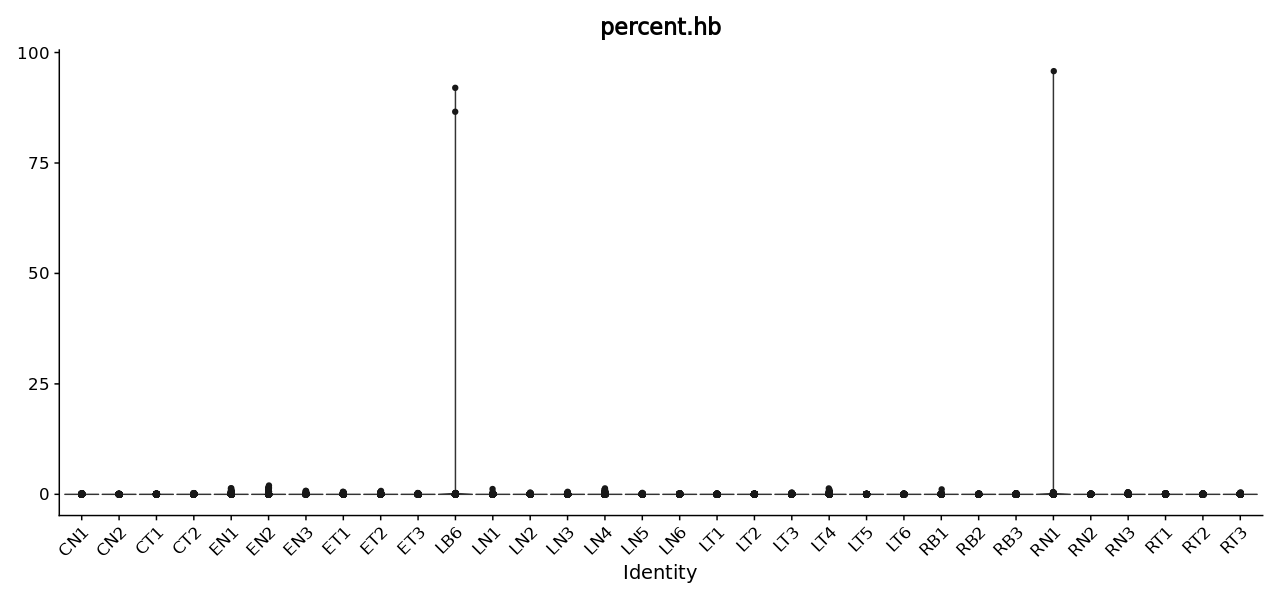 percent.hb
100
75
50
25
0
CN1 CN2 CT1 CT2 EN1 EN2 EN3 ET1 ET2 ET3 LB6 LN1 LN2 LN3 LN4 LN5 LN6 LT1 LT2 LT3 LT4 LT5 LT6 RB1 RB2 RB3 RN1 RN2 RN3 RT1 RT2 RT3
Identity